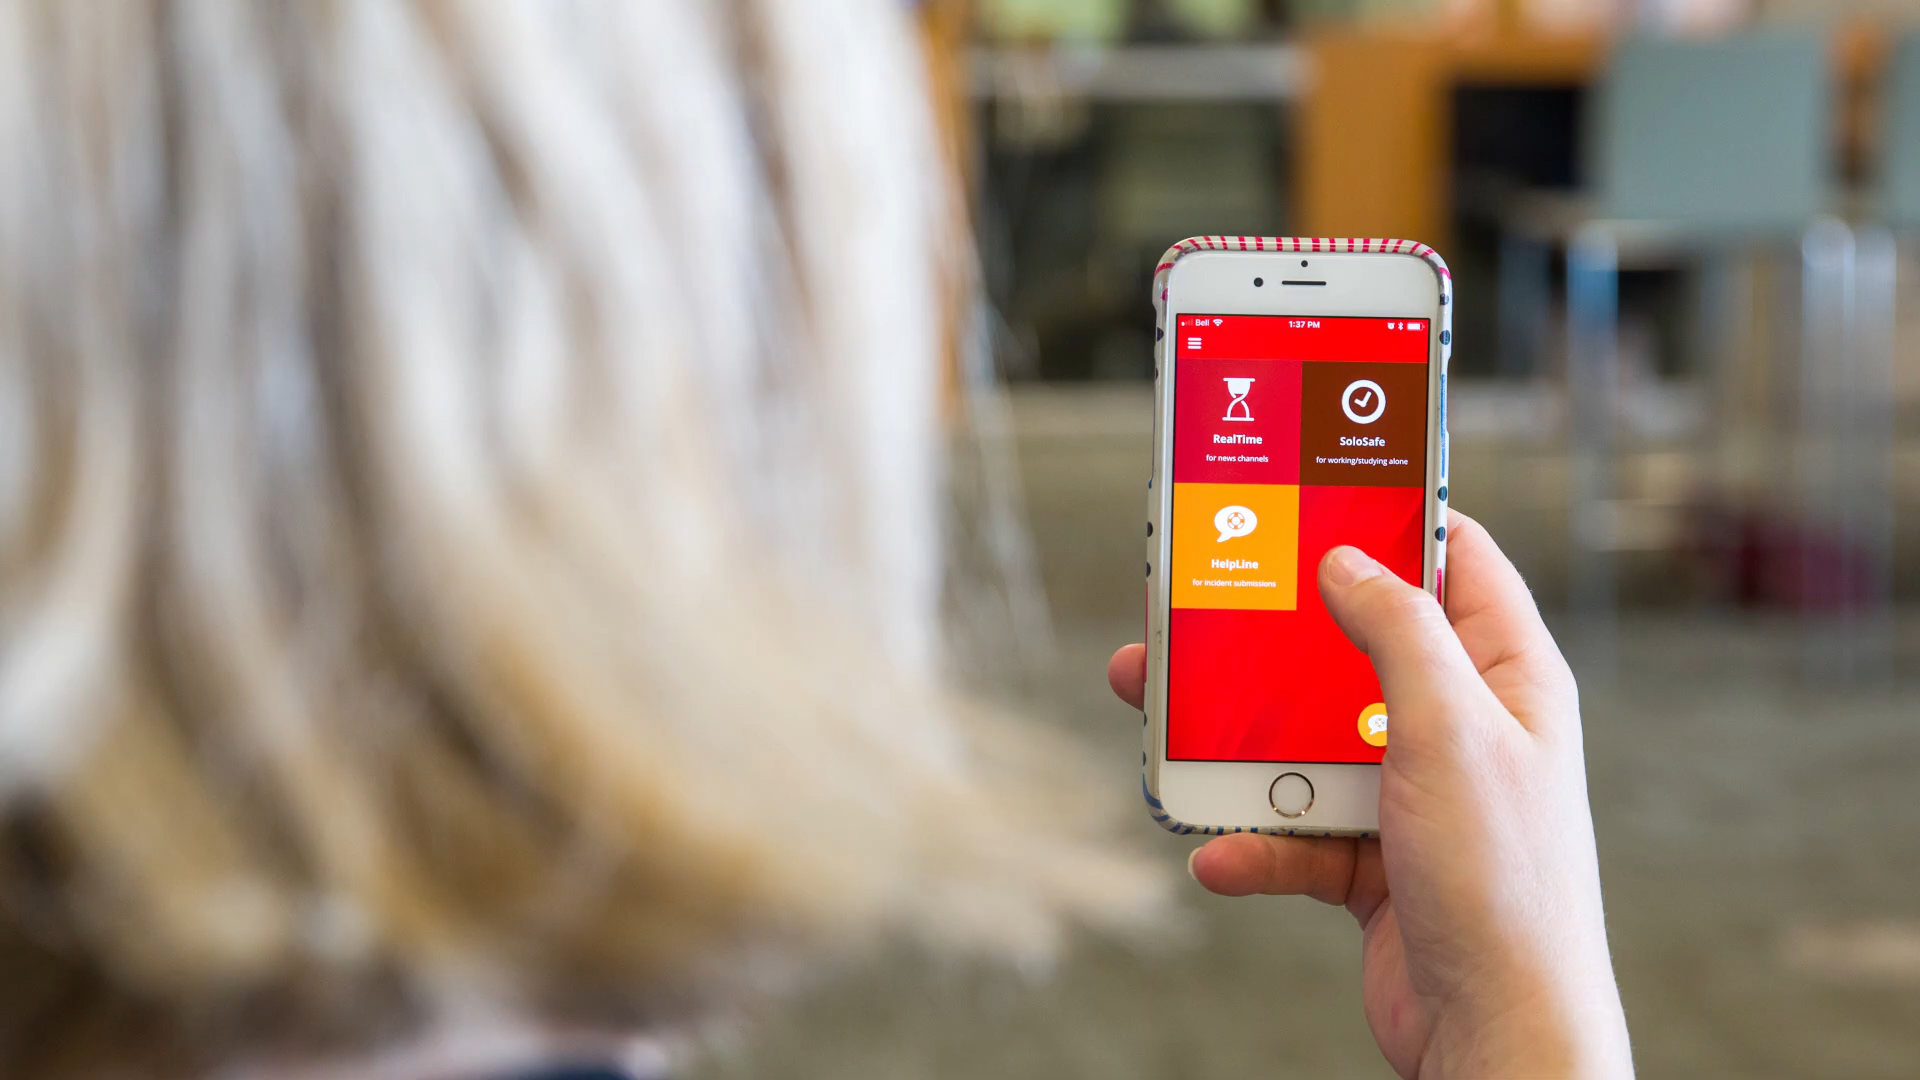 Bell 1:37 PM
RealTime
for news channels
SoloSafe
for working/studying alone
HelpLine
for incident submissions